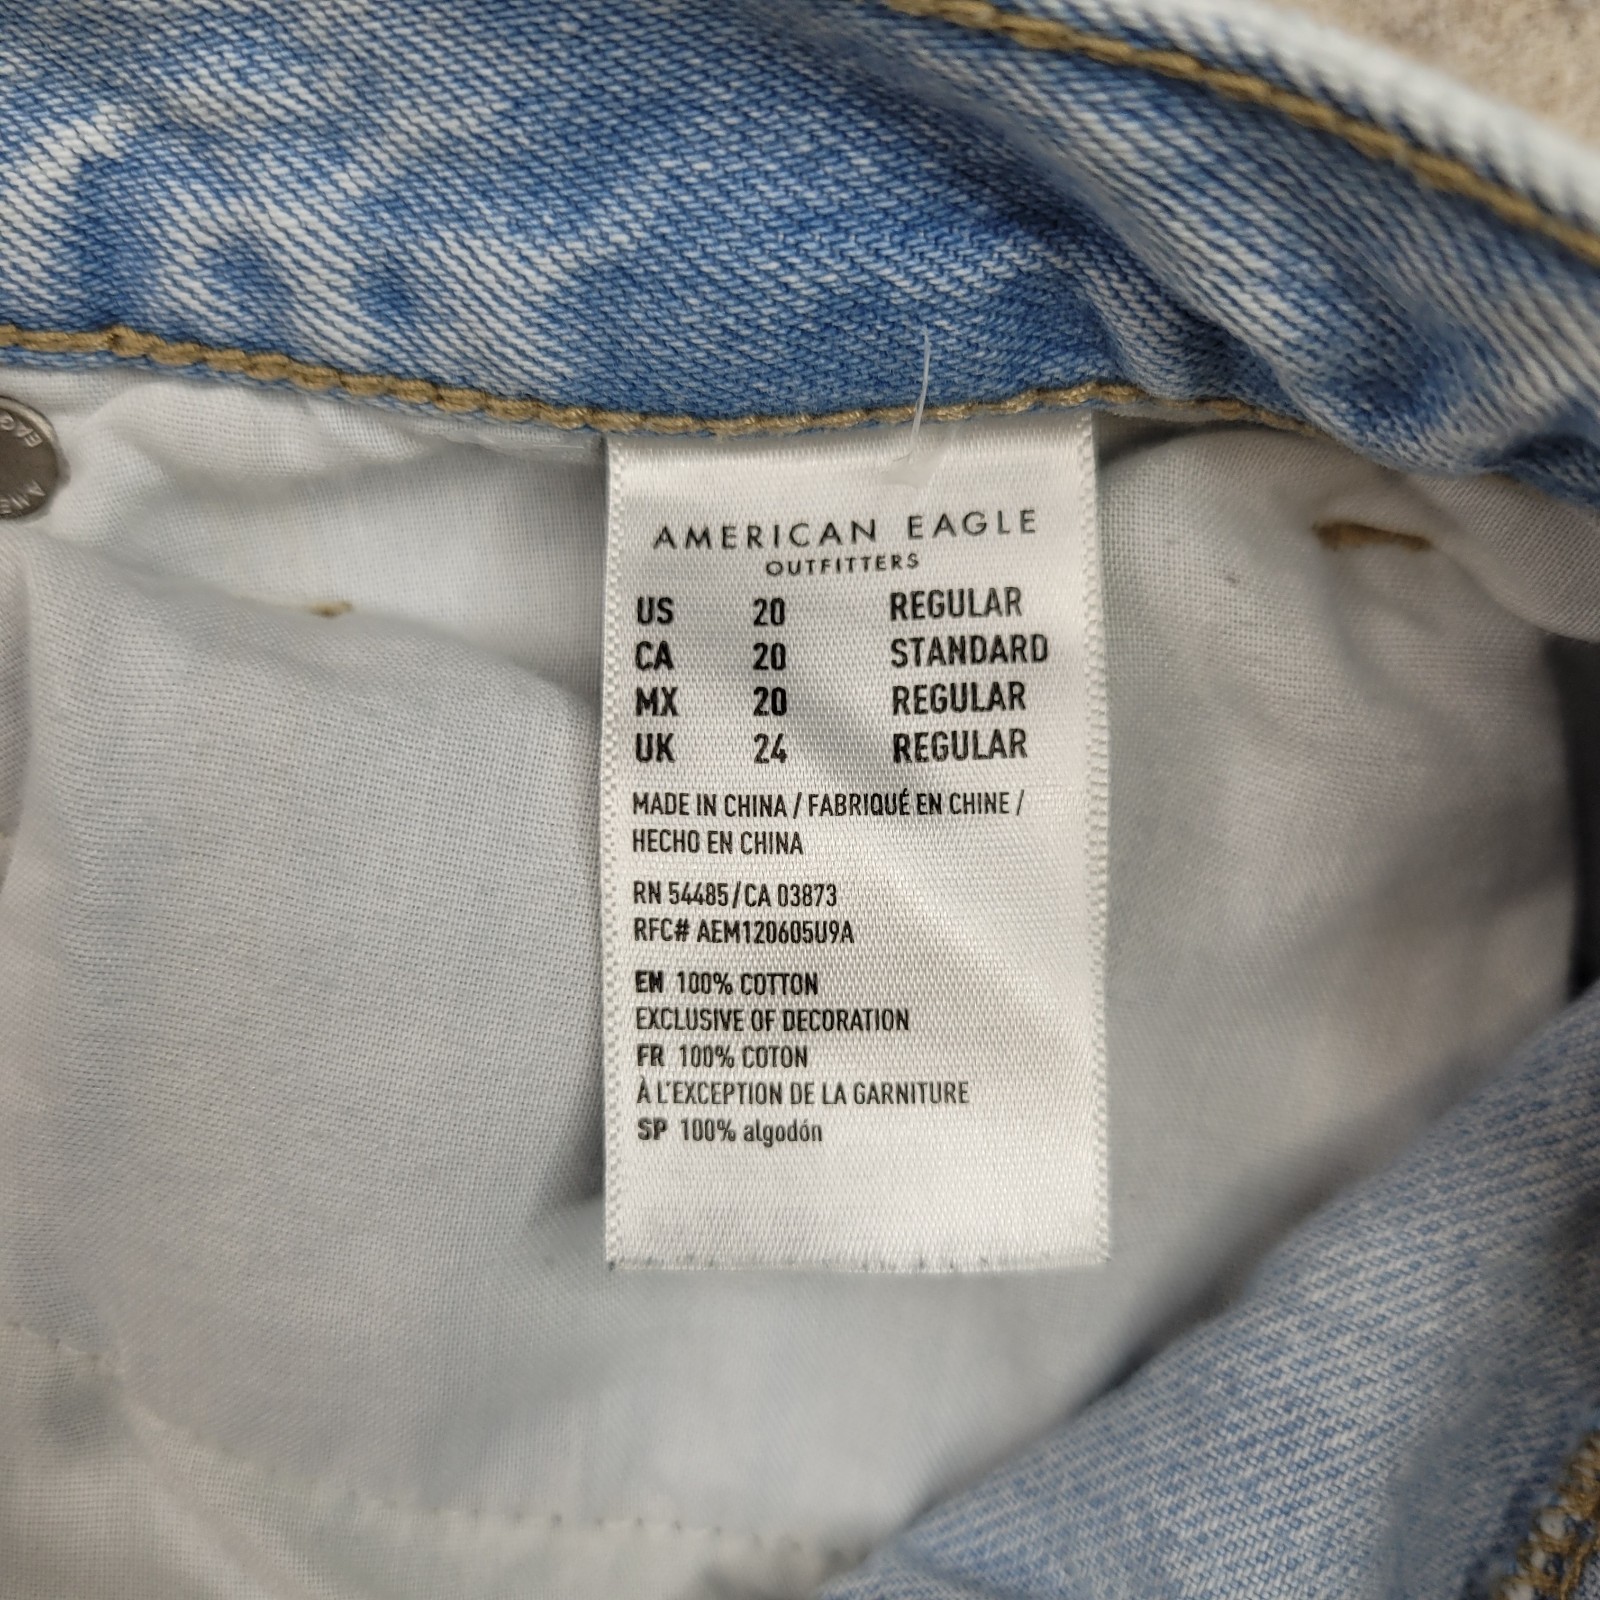 AMERICAN EAGLE
OUTFITTERS
US 20 REGULAR
CA 20 STANDARD
MX 20 REGULAR
UK 24 REGULAR
MADE IN CHINA / FABRIQUÉ EN CHINE /
HECHO EN CHINA
RN 54485/CA 03873
RFC# AEM120605U9A
EN 100% COTTON
EXCLUSIVE OF DECORATION
FR 100% COTON
À L'EXCEPTION DE LA GARNITURE
SP 100% algodón